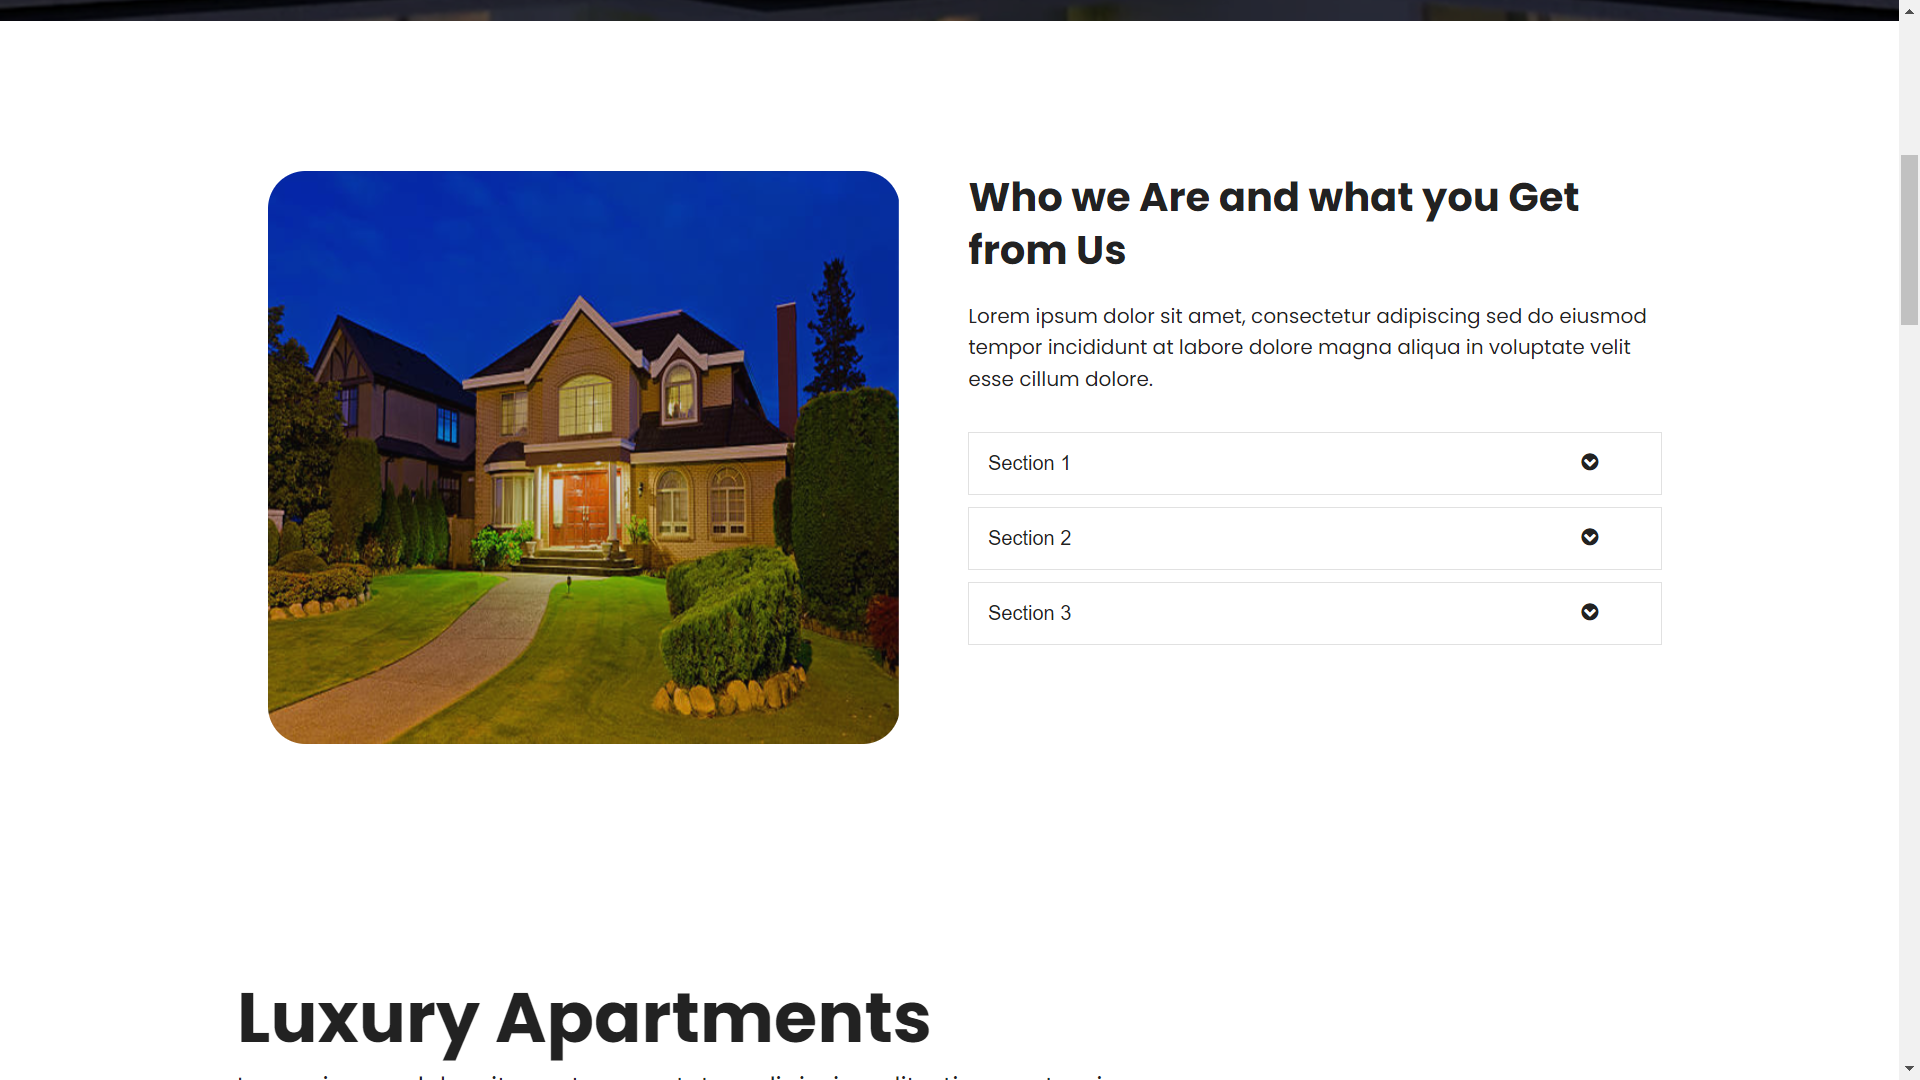 Who we Are and what you Get
from Us
Lorem ipsum dolor sit amet, consectetur adipiscing sed do eiusmod
tempor incididunt at labore dolore magna aliqua in voluptate velit
esse cillum dolore.
Section 1
Section 2
Section 3
Luxury Apartments